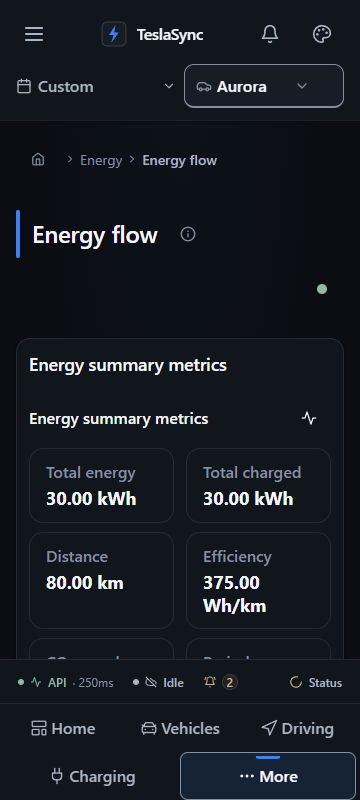 TeslaSync
Custom
Aurora
Energy
Energy flow
Energy flow
Energy summary metrics
Energy summary metrics
Total energy
30.00 kWh
Total charged
30.00 kWh
Distance
80.00 km
Efficiency
375.00
Wh/km
API · 250ms
Idle
2
Status
Home
Vehicles
Driving
Charging
More